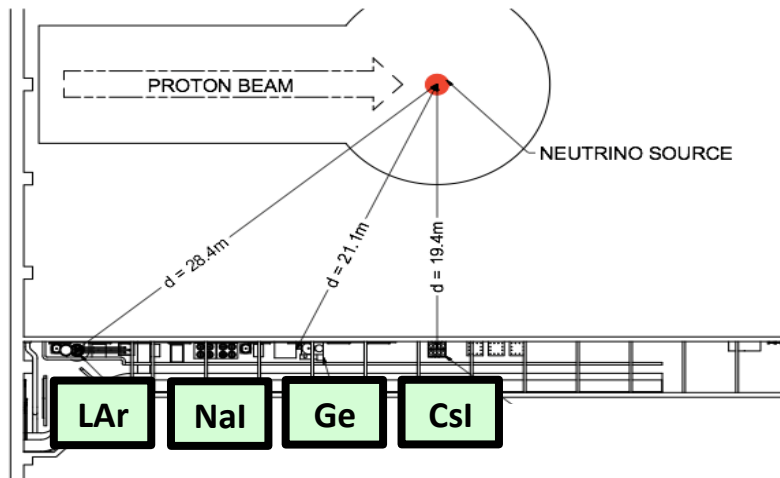 PROTON BEAM
NEUTRINO SOURCE
d = 28.4m
d = 21.1m
d = 19.4m
LAr
NaI
Ge
CsI